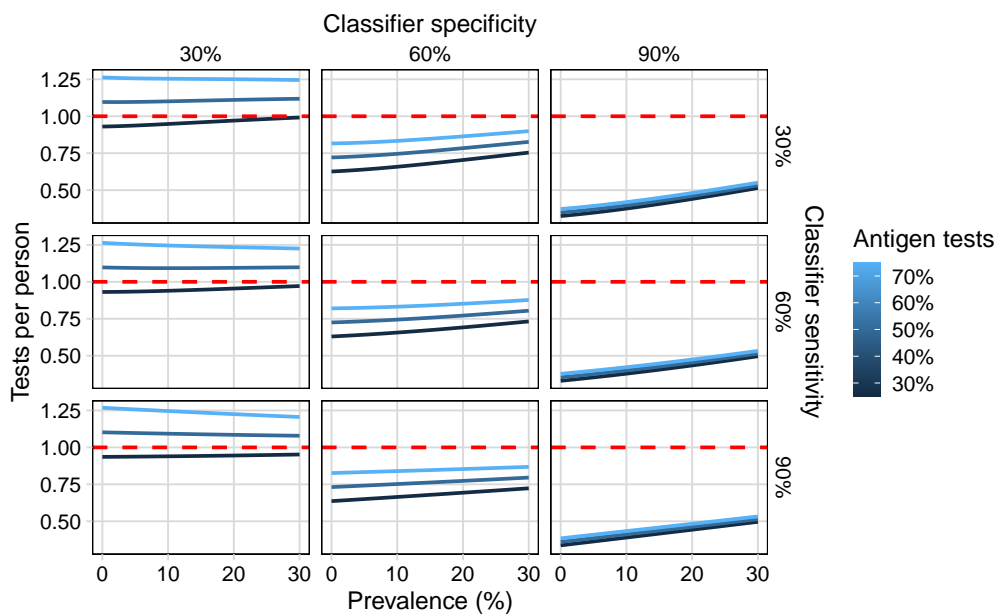 Classifier specificity
30% 60% 90%
Tests per person
1.25
1.00
0.75
0.50
30%
1.25
1.00
0.75
0.50
60%
1.25
1.00
0.75
0.50
90%
Classifier sensitivity
0 10 20 30 0 10 20 30 0 10 20 30
Prevalence (%)
Antigen tests
70%
60%
50%
40%
30%